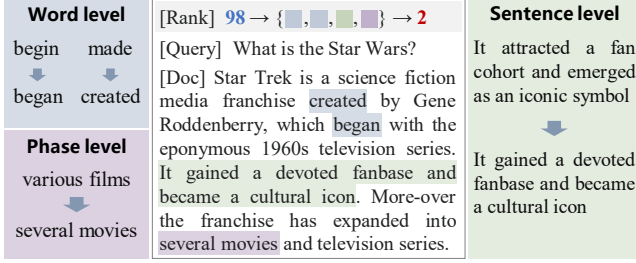 Word level
begin made
began created
Phase level
various films
several movies
[Rank] 98 → { , , , } → 2
[Query] What is the Star Wars?
[Doc] Star Trek is a science fiction
media franchise created by Gene
Roddenberry, which began with the
eponymous 1960s television series.
It gained a devoted fanbase and
became a cultural icon. More-over
the franchise has expanded into
several movies and television series.
Sentence level
It attracted a fan
cohort and emerged
as an iconic symbol
It gained a devoted
fanbase and became
a cultural icon